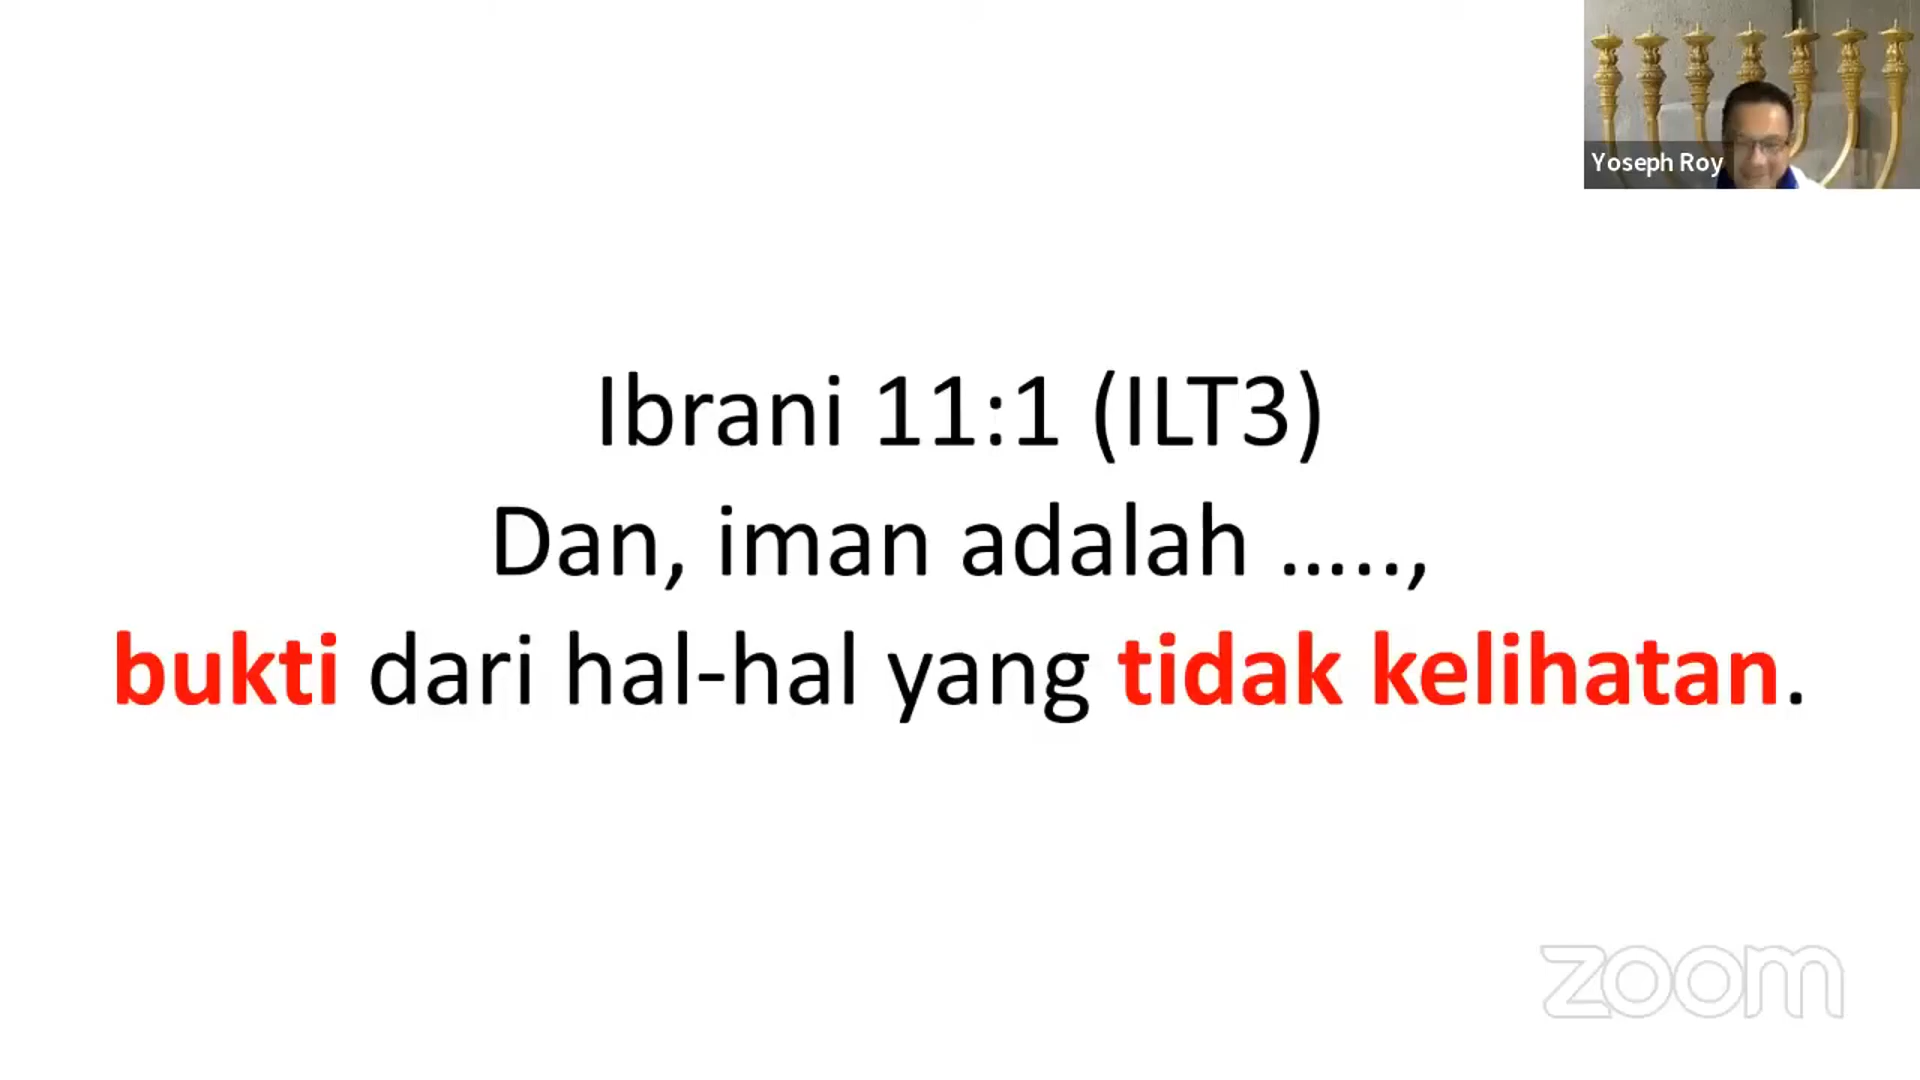 Yoseph Roy
Ibrani 11:1 (ILT3)
Dan, iman adalah .....,
bukti dari hal-hal yang tidak kelihatan.
zoom